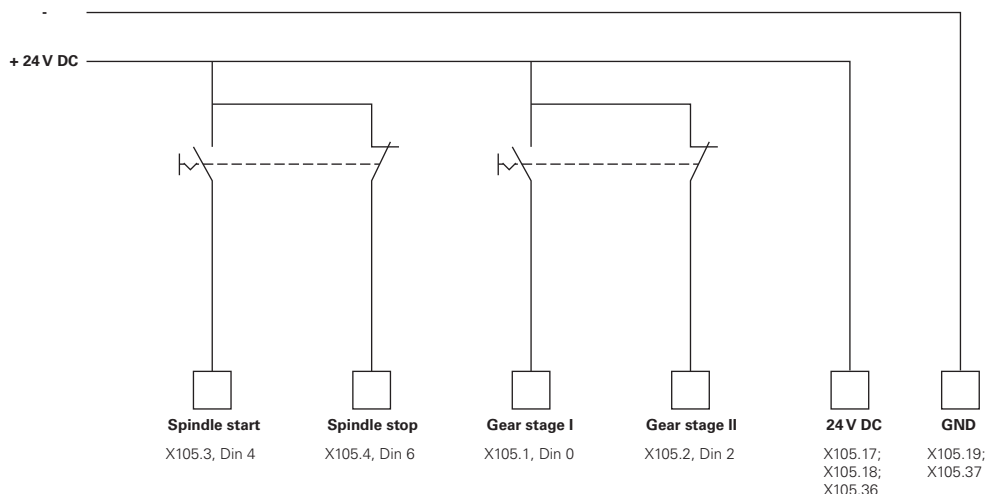 -
+ 24 V DC
Spindle start
Spindle stop
Gear stage I
Gear stage II
24 V DC
GND
X105.3, Din 4
X105.4, Din 6
X105.1, Din 0
X105.2, Din 2
X105.17;
X105.18;
X105.36
X105.19;
X105.37